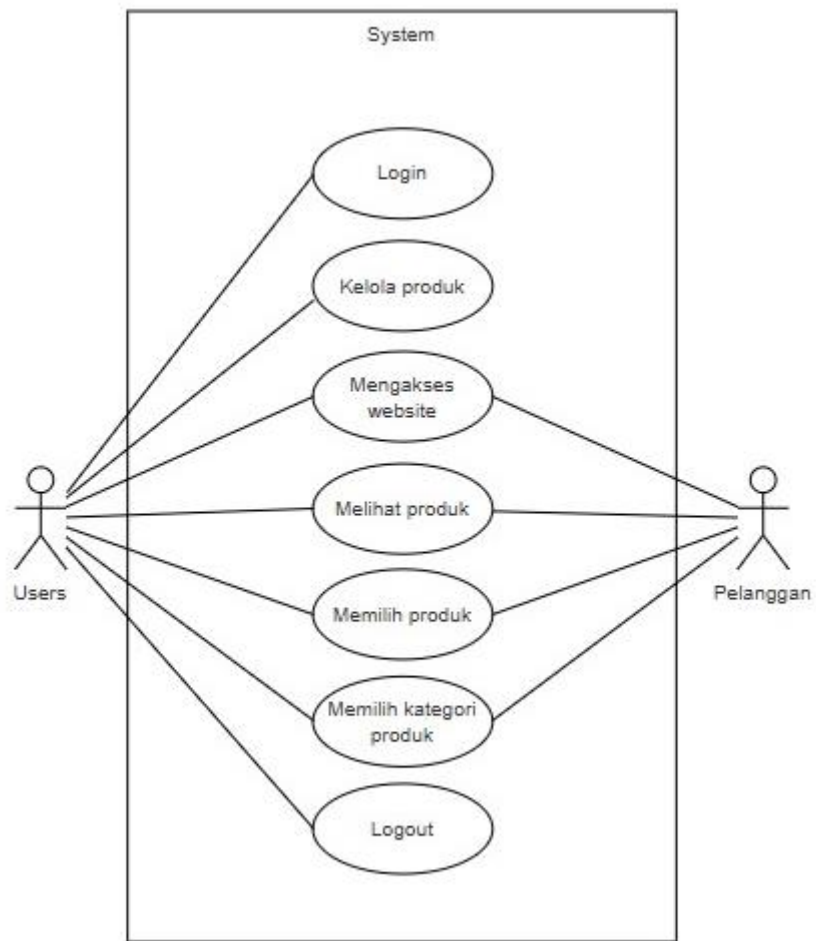 System
Login
Kelola produk
Mengakses
website
Melihat produk
Users
Pelanggan
Memilih produk
Memilih kategori
produk
Logout